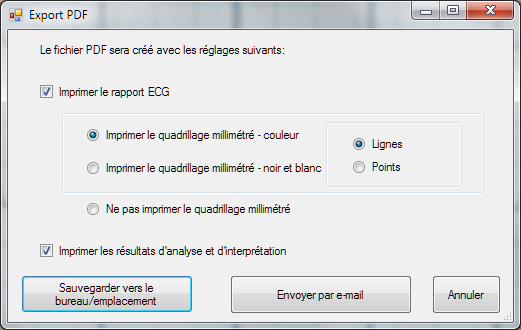 Export PDF
Le fichier PDF sera créé avec les réglages suivants:
Imprimer le rapport ECG
Imprimer le quadrillage millimétré - couleur
Lignes
Imprimer le quadrillage millimétré - noir et blanc
Points
Ne pas imprimer le quadrillage millimétré
Imprimer les résultats d'analyse et d'interprétation
Sauvegarder vers le
bureau/emplacement
Envoyer par e-mail
Annuler